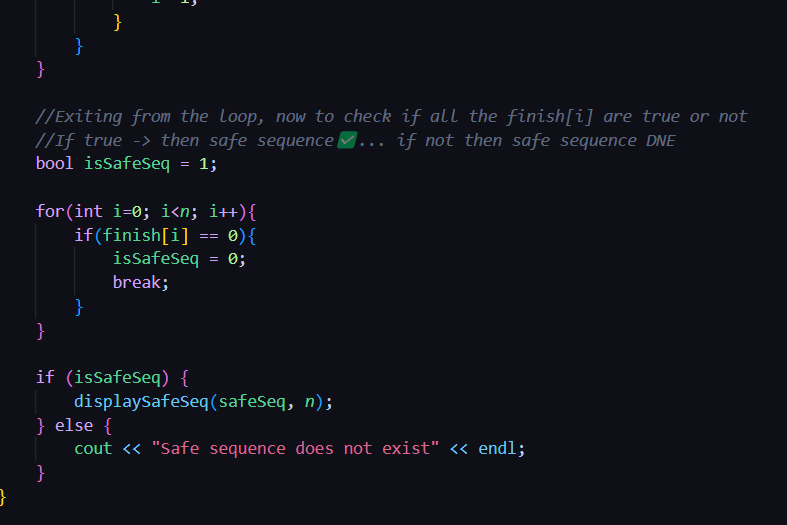 i = 1;
}
}
}
//Exiting from the loop, now to check if all the finish[i] are true or not
//If true -> then safe sequence✅... if not then safe sequence DNE
bool isSafeSeq = 1;
for(int i=0; i<n; i++){
if(finish[i] == 0){
isSafeSeq = 0;
break;
}
}
if (isSafeSeq) {
displaySafeSeq(safeSeq, n);
} else {
cout << "Safe sequence does not exist" << endl;
}
}